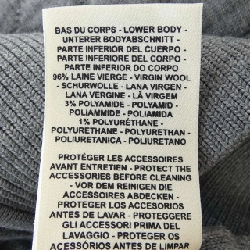 BAS DU CORPS - LOWER BODY -
UNTERER BODYABSCHNITT -
PARTE INFERIOR DEL CUERPO -
PARTE INFERIORE DEL CORPO -
PARTE INFERIOR DO CORPO
96% LAINE VIERGE - VIRGIN WOOL
- SCHURWOLLE - LANA VIRGEN -
LANA VERGINE - LÃ VIRGEM -
3% POLYAMIDE - POLYAMID -
POLIAMMIDE - POLIAMIDA
1% POLYURÉTHANE -
POLYURETHANE - POLYURETHAN -
POLIURETANICA - POLIURETANO
PROTÉGER LES ACCESSOIRES
AVANT ENTRETIEN - PROTECT THE
ACCESSORIES BEFORE CLEANING
- VOR DEM REINIGEN DIE
ACCESSOIRES ABDECKEN -
PROTEGER LOS ACCESORIOS
ANTES DE LAVAR - PROTEGGERE
GLI ACCESSORI PRIMA DEL
LAVAGGIO - PROTEGER OS
ACESSÓRIOS ANTES DE LIMPAR